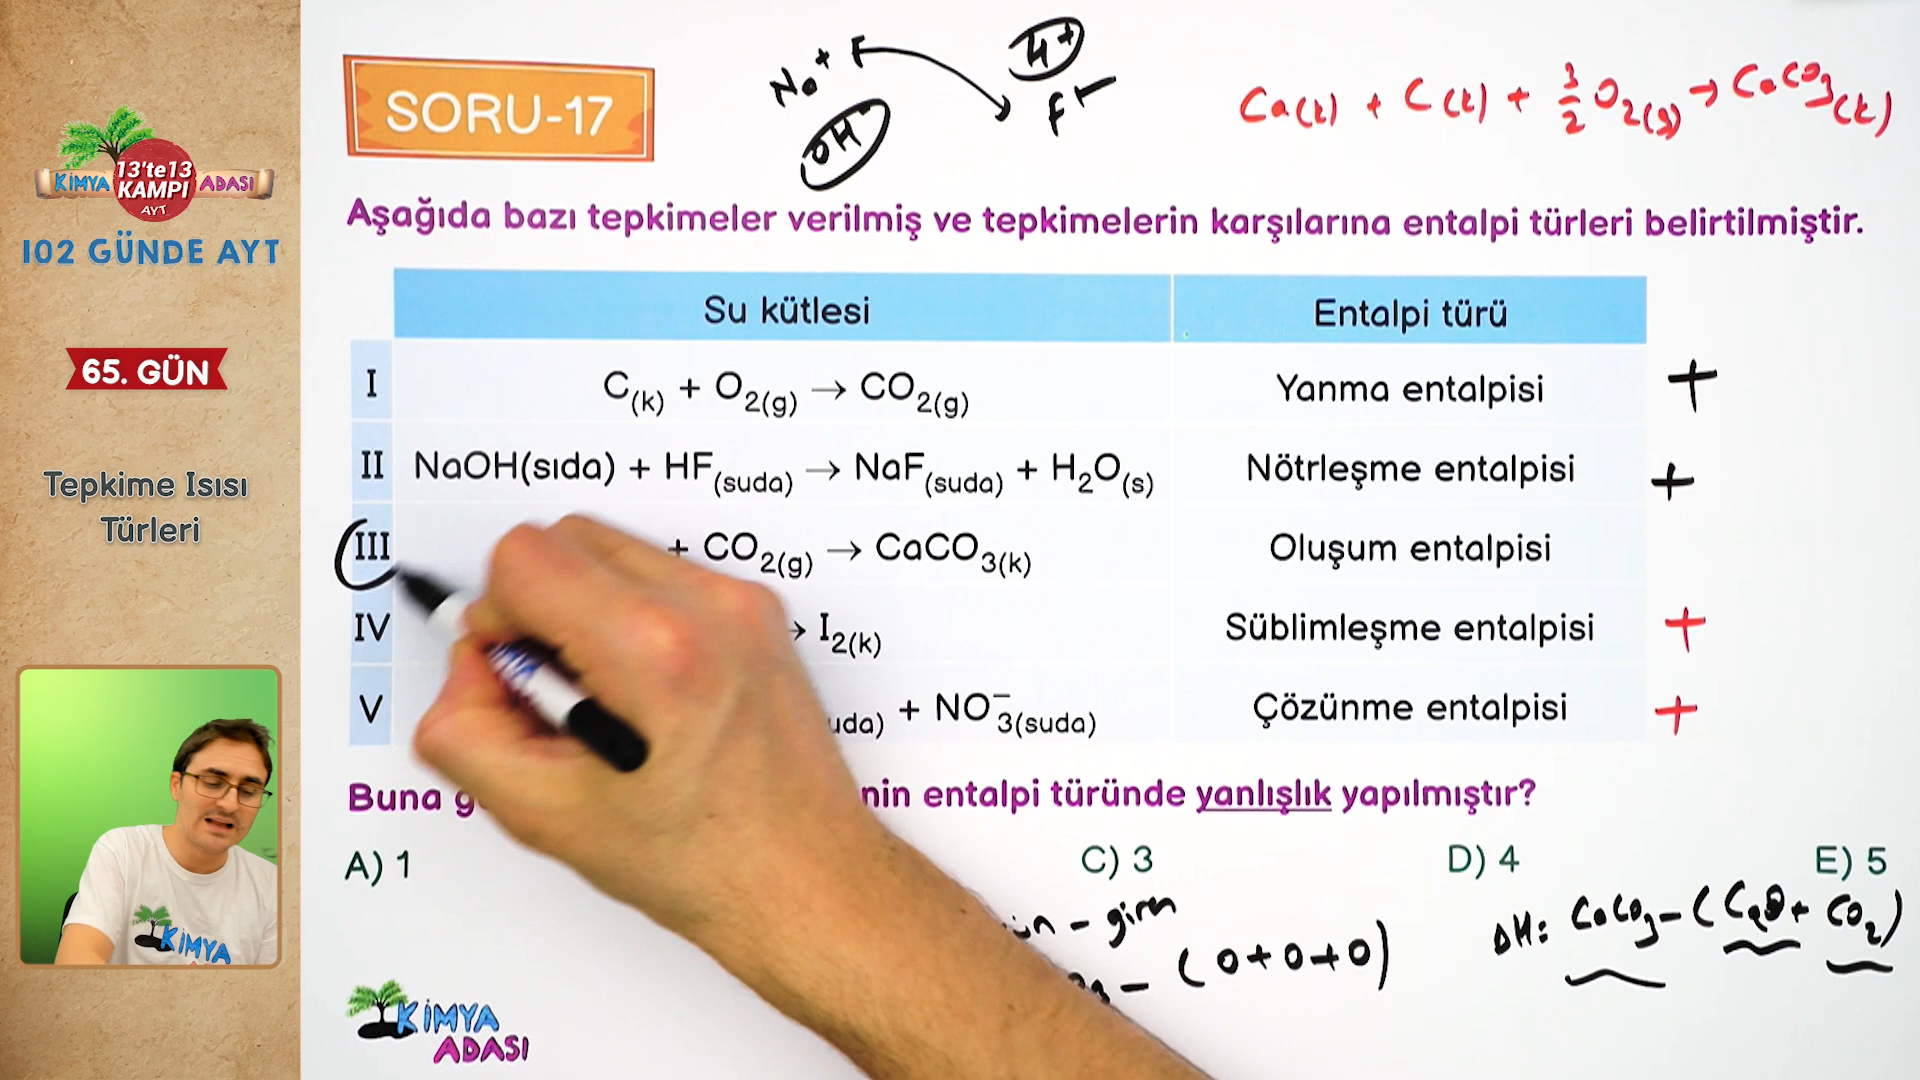 SORU-17
Na+ F
OH-
H+
F-
Ca(k) + C(k) + 3/2 O2(g) → CaCO3(k)
13'te13
KİMYA KAMPI ADASI
AYT
102 GÜNDE AYT
65. GÜN
Tepkime Isısı
Türleri
Aşağıda bazı tepkimeler verilmiş ve tepkimelerin karşılarına entalpi türleri belirtilmiştir.
Su kütlesi Entalpi türü
I C(k) + O2(g) → CO2(g) Yanma entalpisi +
II NaOH(sıda) + HF(suda) → NaF(suda) + H2O(s) Nötrleşme entalpisi +
III + CO2(g) → CaCO3(k) Oluşum entalpisi
IV → I2(k) Süblimleşme entalpisi +
V + NO3−(suda) Çözünme entalpisi +
Buna entalpi türünde yanlışlık yapılmıştır?
A) 1 C) 3 D) 4 E) 5
- giren
- (0+0+0)
ΔH: CaCO3 - (CaO + CO2)
KİMYA
ADASI
KİMYA
ADASI